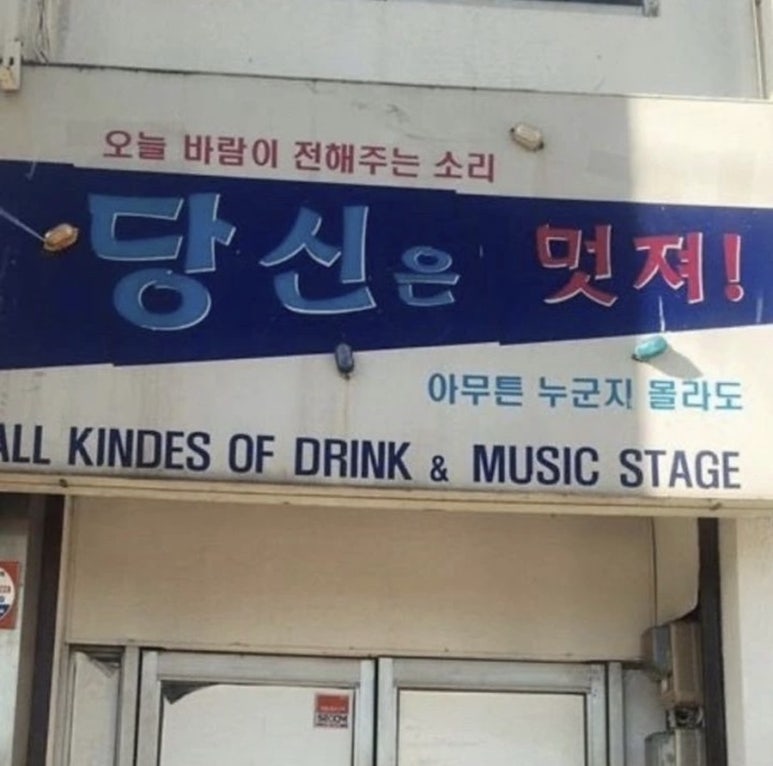 오늘 바람이 전해주는 소리
당신은 멋져!
아무튼 누군지 몰라도
ALL KINDES OF DRINK & MUSIC STAGE
SECOM